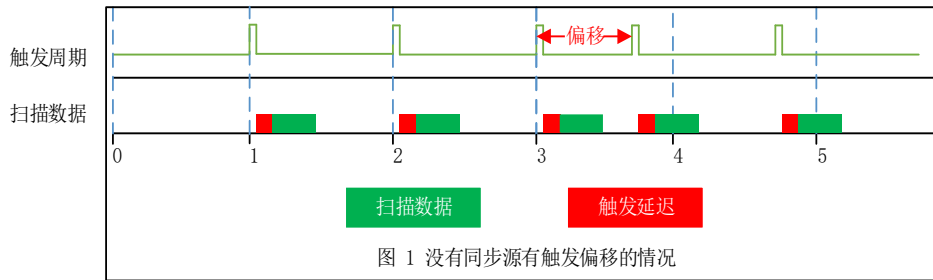 偏移
触发周期
扫描数据
0 1 2 3 4 5
扫描数据 触发延迟
图 1 没有同步源有触发偏移的情况